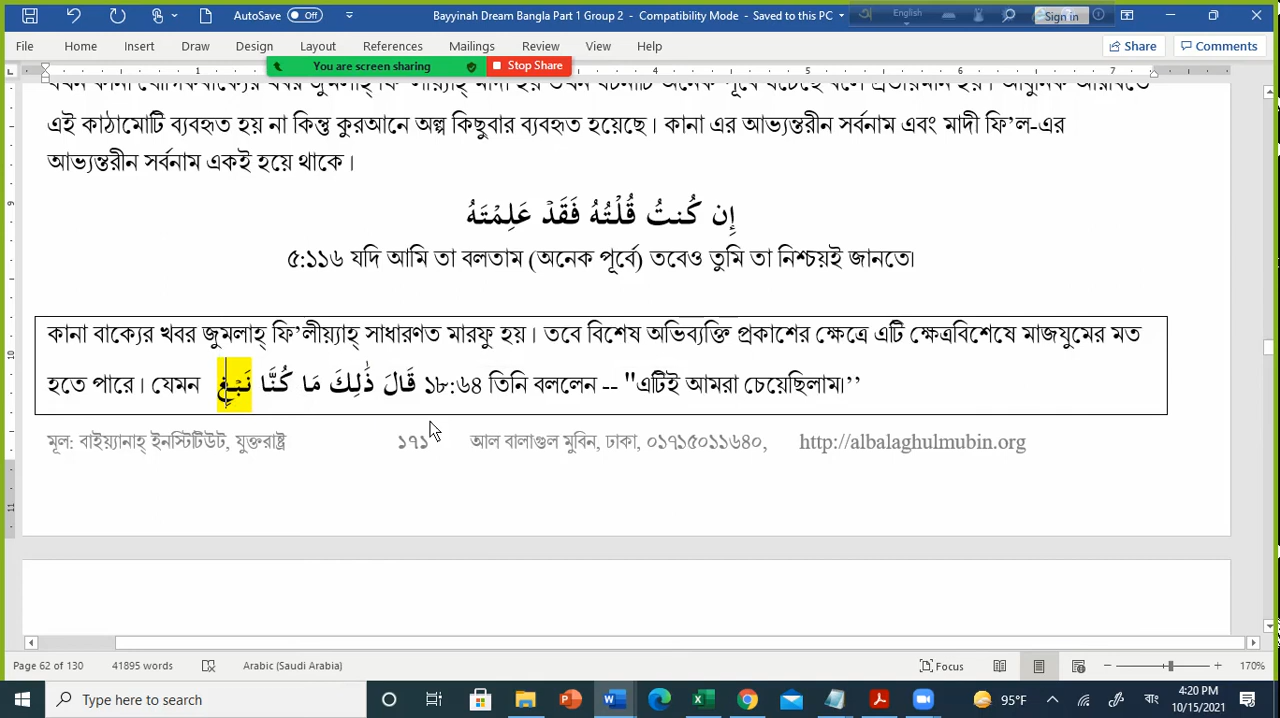 AutoSave Off
Bayyinah Dream Bangla Part 1 Group 2 - Compatibility Mode - Saved to this PC
English
Sign in
File Home Insert Draw Design Layout References Mailings Review View Help
Share Comments
You are screen sharing Stop Share
এই কাঠামোটি ব্যবহৃত হয় না কিন্তু কুরআনে অল্প কিছুবার ব্যবহৃত হয়েছে। কানা এর আভ্যন্তরীন সর্বনাম এবং মাদী ফি’ল-এর
আভ্যন্তরীন সর্বনাম একই হয়ে থাকে।
إِن كُنتُ قُلْتُهُ فَقَدْ عَلِمْتَهُ
৫:১১৬ যদি আমি তা বলতাম (অনেক পূর্বে) তবেও তুমি তা নিশ্চয়ই জানতে।
কানা বাক্যের খবর জুমলাহ্ ফি’লীয়্যাহ্ সাধারণত মারফু হয়। তবে বিশেষ অভিব্যক্তি প্রকাশের ক্ষেত্রে এটি ক্ষেত্রবিশেষে মাজযুমের মত
হতে পারে। যেমন قَالَ ذَٰلِكَ مَا كُنَّا نَبْغِ ১৮:৬৪ তিনি বললেন -- "এটিই আমরা চেয়েছিলাম।’’
মূল: বাইয়্যানাহ্ ইনস্টিটিউট, যুক্তরাষ্ট্র ১৭১ আল বালাগুল মুবিন, ঢাকা, ০১৭১৫০১১৬৪০, http://albalaghulmubin.org
Page 62 of 130 41895 words Arabic (Saudi Arabia) Focus 170%
Type here to search
95°F
বাং
4:20 PM
10/15/2021